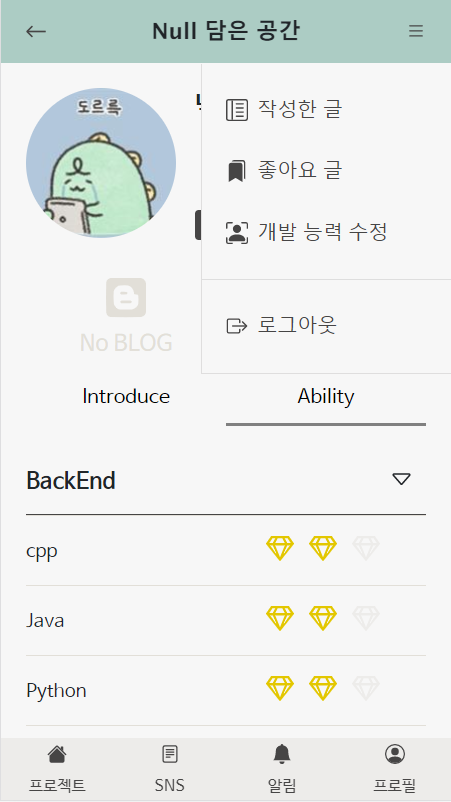 Null 담은 공간
도르륵
작성한 글
좋아요 글
개발 능력 수정
로그아웃
No BLOG
Introduce
Ability
BackEnd
cpp
Java
Python
프로젝트
SNS
알림
프로필